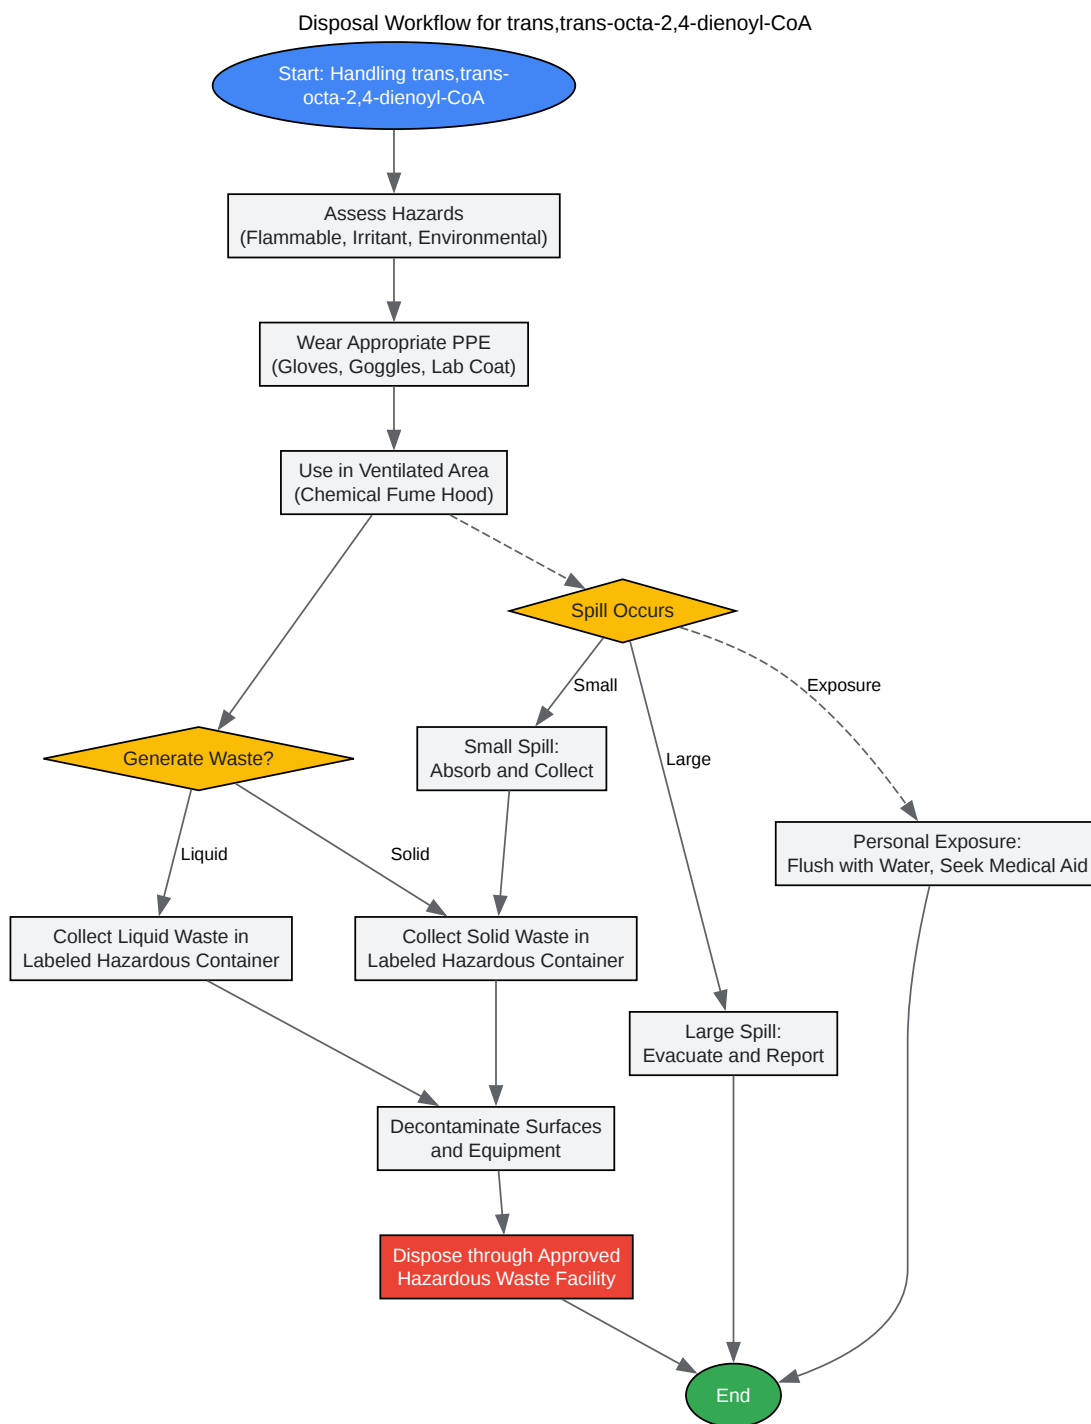 Disposal Workflow for trans,trans-octa-2,4-dienoyl-CoA
Start: Handling trans,trans-
octa-2,4-dienoyl-CoA
Assess Hazards
(Flammable, Irritant, Environmental)
Wear Appropriate PPE
(Gloves, Goggles, Lab Coat)
Use in Ventilated Area
(Chemical Fume Hood)
Spill Occurs
Small
Exposure
Generate Waste?
Small Spill:
Absorb and Collect
Large
Liquid
Solid
Personal Exposure:
Flush with Water, Seek Medical Aid
Collect Liquid Waste in
Labeled Hazardous Container
Collect Solid Waste in
Labeled Hazardous Container
Large Spill:
Evacuate and Report
Decontaminate Surfaces
and Equipment
Dispose through Approved
Hazardous Waste Facility
End